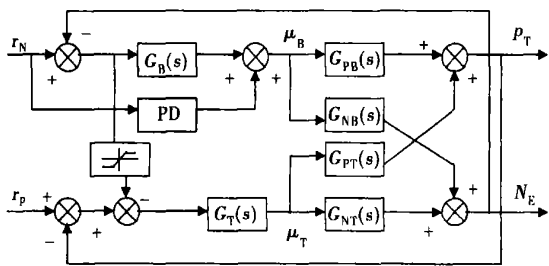 −
r_N
+
G_B(s)
+
+
μ_B
G_PB(s)
+
+
p_T
PD
G_NB(s)
G_PT(s)
r_p
+
−
+
−
G_T(s)
μ_T
G_NT(s)
+
+
N_E